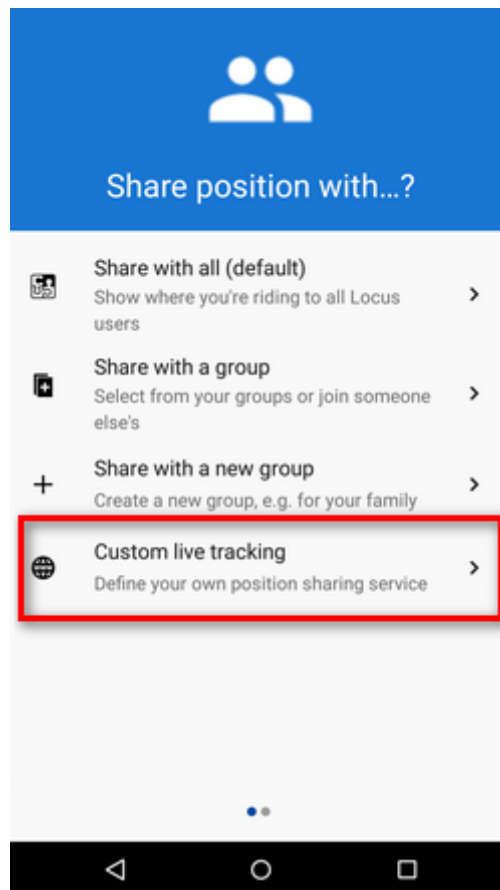 Share position with...?
Share with all (default)
Show where you're riding to all Locus
users
Share with a group
Select from your groups or join someone
else's
Share with a new group
Create a new group, e.g. for your family
Custom live tracking
Define your own position sharing service